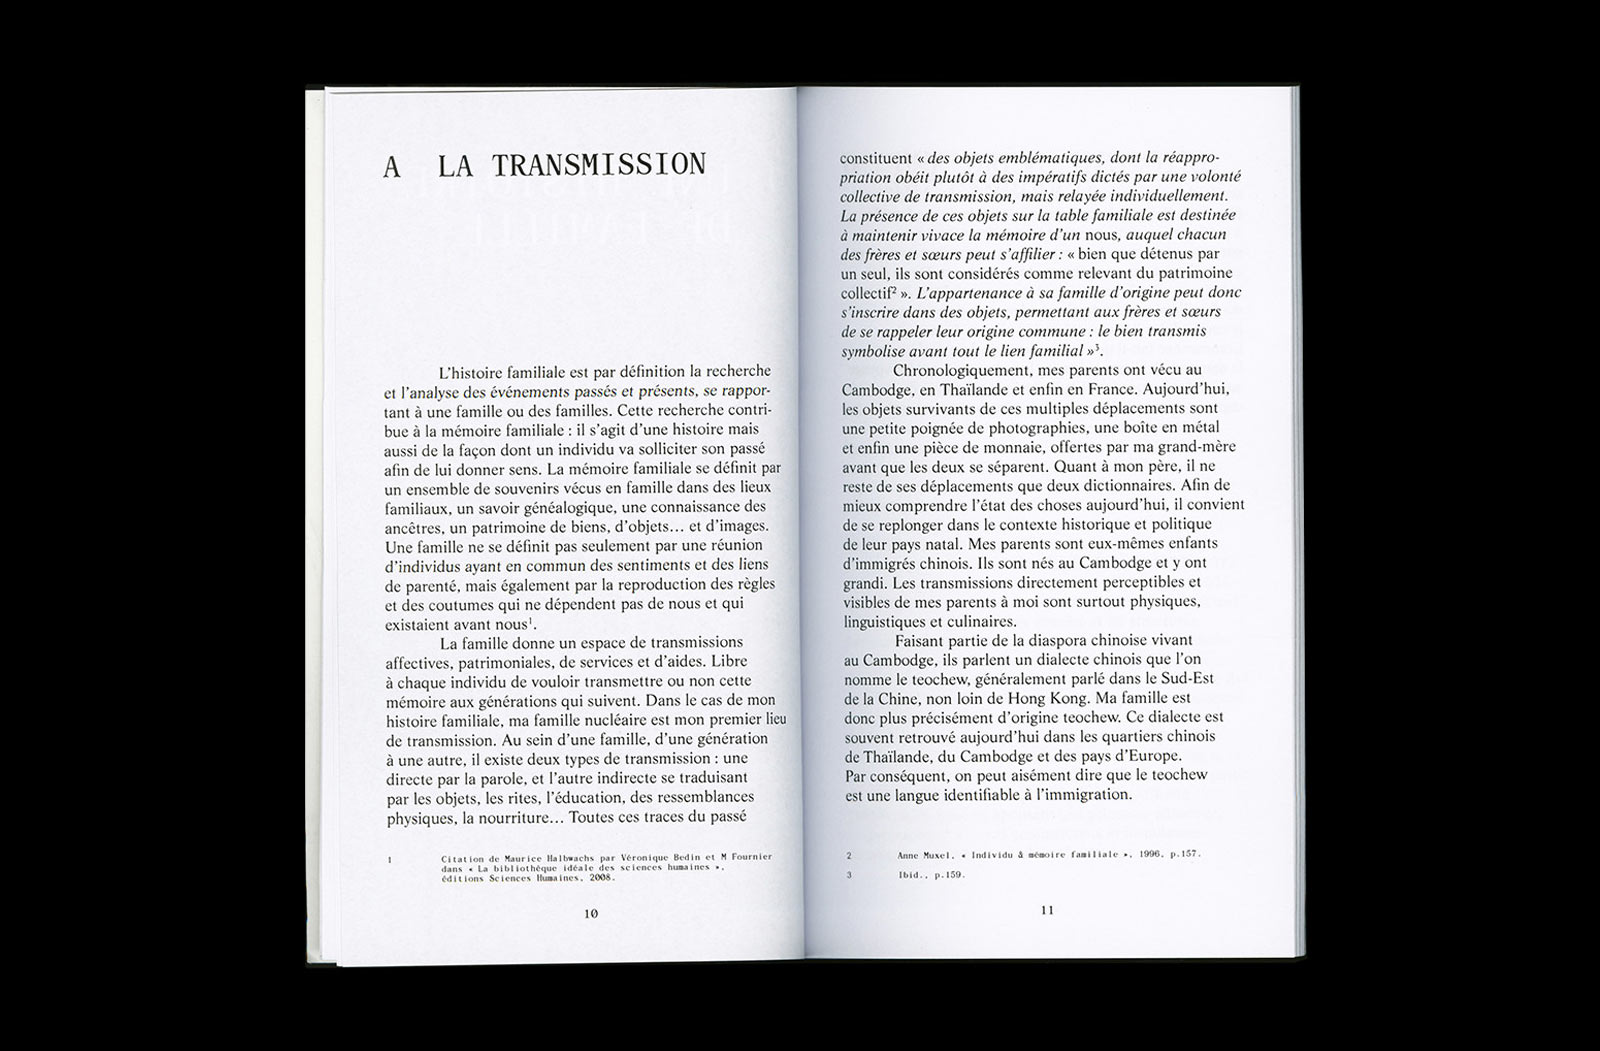 A LA TRANSMISSION
L'histoire familiale est par définition la recherche
et l'analyse des événements passés et présents, se rappor-
tant à une famille ou des familles. Cette recherche contri-
bue à la mémoire familiale : il s'agit d'une histoire mais
aussi de la façon dont un individu va solliciter son passé
afin de lui donner sens. La mémoire familiale se définit par
un ensemble de souvenirs vécus en famille dans des lieux
familiaux, un savoir généalogique, une connaissance des
ancêtres, un patrimoine de biens, d'objets… et d'images.
Une famille ne se définit pas seulement par une réunion
d'individus ayant en commun des sentiments et des liens
de parenté, mais également par la reproduction des règles
et des coutumes qui ne dépendent pas de nous et qui
existaient avant nous¹.
La famille donne un espace de transmissions
affectives, patrimoniales, de services et d'aides. Libre
à chaque individu de vouloir transmettre ou non cette
mémoire aux générations qui suivent. Dans le cas de mon
histoire familiale, ma famille nucléaire est mon premier lieu
de transmission. Au sein d'une famille, d'une génération
à une autre, il existe deux types de transmission : une
directe par la parole, et l'autre indirecte se traduisant
par les objets, les rites, l'éducation, des ressemblances
physiques, la nourriture… Toutes ces traces du passé
1 Citation de Maurice Halbwachs par Véronique Bedin et M Fournier
dans « La bibliothèque idéale des sciences humaines »,
éditions Sciences Humaines, 2008.
10
constituent « des objets emblématiques, dont la réappro-
priation obéit plutôt à des impératifs dictés par une volonté
collective de transmission, mais relayée individuellement.
La présence de ces objets sur la table familiale est destinée
à maintenir vivace la mémoire d'un nous, auquel chacun
des frères et sœurs peut s'affilier : « bien que détenus par
un seul, ils sont considérés comme relevant du patrimoine
collectif² ». L'appartenance à sa famille d'origine peut donc
s'inscrire dans des objets, permettant aux frères et sœurs
de se rappeler leur origine commune : le bien transmis
symbolise avant tout le lien familial »³.
Chronologiquement, mes parents ont vécu au
Cambodge, en Thaïlande et enfin en France. Aujourd'hui,
les objets survivants de ces multiples déplacements sont
une petite poignée de photographies, une boîte en métal
et enfin une pièce de monnaie, offertes par ma grand-mère
avant que les deux se séparent. Quant à mon père, il ne
reste de ses déplacements que deux dictionnaires. Afin de
mieux comprendre l'état des choses aujourd'hui, il convient
de se replonger dans le contexte historique et politique
de leur pays natal. Mes parents sont eux-mêmes enfants
d'immigrés chinois. Ils sont nés au Cambodge et y ont
grandi. Les transmissions directement perceptibles et
visibles de mes parents à moi sont surtout physiques,
linguistiques et culinaires.
Faisant partie de la diaspora chinoise vivant
au Cambodge, ils parlent un dialecte chinois que l'on
nomme le teochew, généralement parlé dans le Sud-Est
de la Chine, non loin de Hong Kong. Ma famille est
donc plus précisément d'origine teochew. Ce dialecte est
souvent retrouvé aujourd'hui dans les quartiers chinois
de Thaïlande, du Cambodge et des pays d'Europe.
Par conséquent, on peut aisément dire que le teochew
est une langue identifiable à l'immigration.
2 Anne Muxel, « Individu & mémoire familiale », 1996, p.157.
3 Ibid., p.159.
11